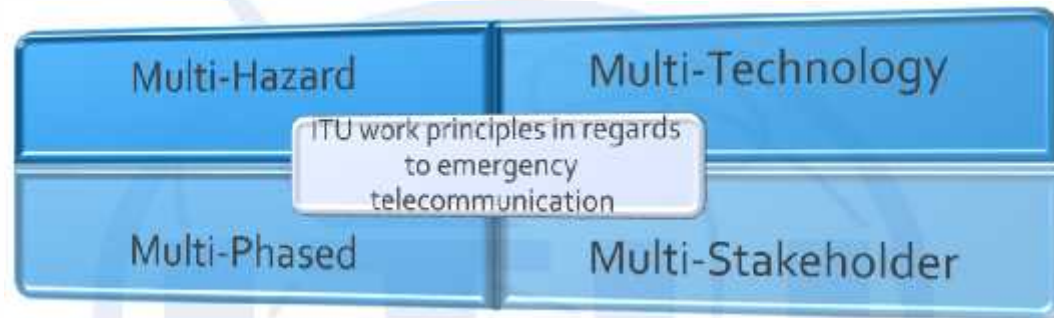 Multi-Hazard
Multi-Technology
ITU work principles in regards
to emergency
telecommunication
Multi-Phased
Multi-Stakeholder